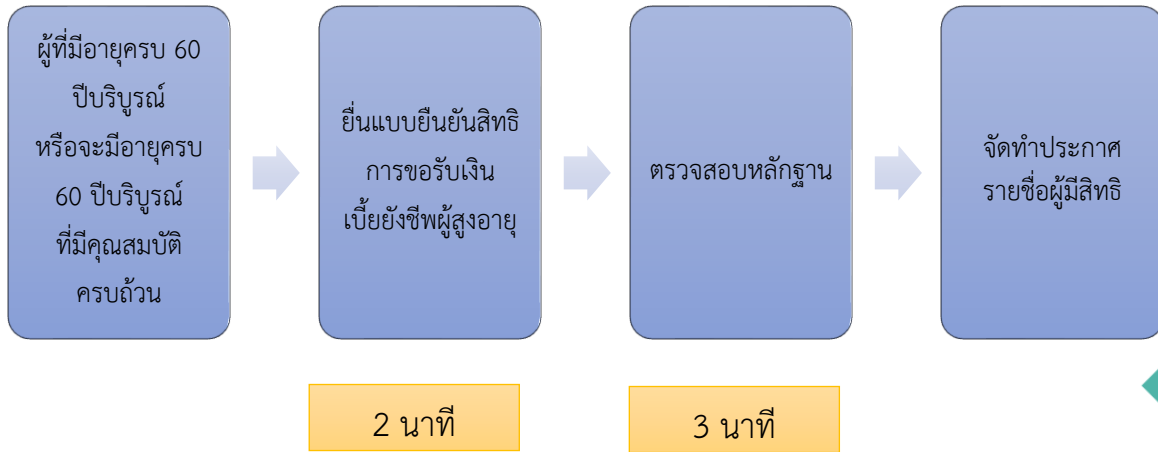 ผู้ที่มีอายุครบ 60
ปีบริบูรณ์
หรือจะมีอายุครบ
60 ปีบริบูรณ์
ที่มีคุณสมบัติ
ครบถ้วน
ยื่นแบบยืนยันสิทธิ
การขอรับเงิน
เบี้ยยังชีพผู้สูงอายุ
ตรวจสอบหลักฐาน
จัดทำประกาศ
รายชื่อผู้มีสิทธิ
2 นาที
3 นาที